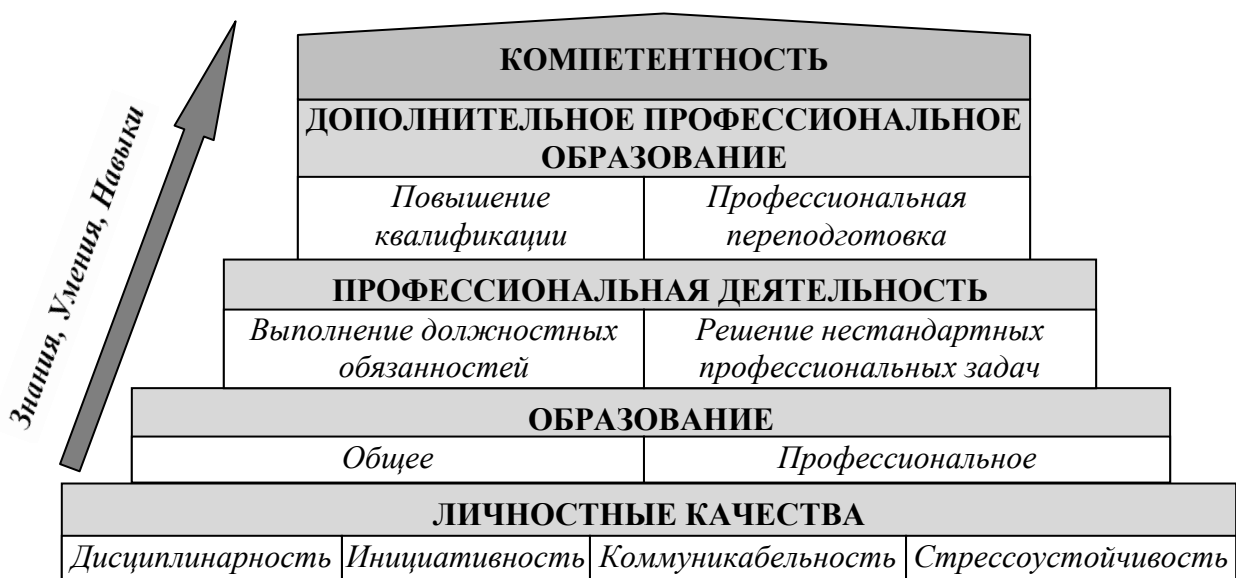 Знания, Умения, Навыки
КОМПЕТЕНТНОСТЬ
ДОПОЛНИТЕЛЬНОЕ ПРОФЕССИОНАЛЬНОЕ
ОБРАЗОВАНИЕ
Повышение
квалификации
Профессиональная
переподготовка
ПРОФЕССИОНАЛЬНАЯ ДЕЯТЕЛЬНОСТЬ
Выполнение должностных
обязанностей
Решение нестандартных
профессиональных задач
ОБРАЗОВАНИЕ
Общее
Профессиональное
ЛИЧНОСТНЫЕ КАЧЕСТВА
Дисциплинарность
Инициативность
Коммуникабельность
Стрессоустойчивость